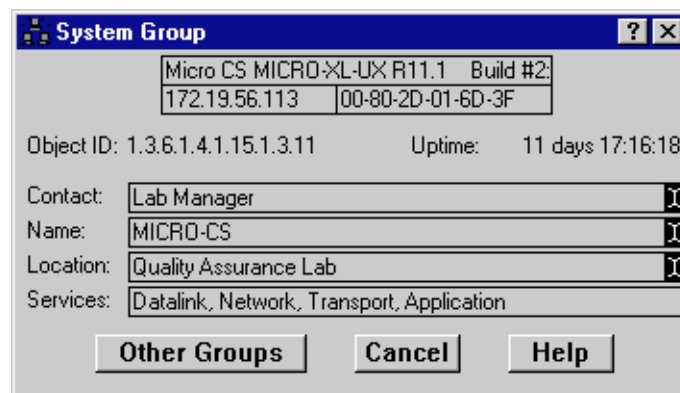 System Group
Micro CS MICRO-XL-UX R11.1 Build #2:
172.19.56.113 00-80-2D-01-6D-3F
Object ID: 1.3.6.1.4.1.15.1.3.11 Uptime: 11 days 17:16:18
Contact: Lab Manager
Name: MICRO-CS
Location: Quality Assurance Lab
Services: Datalink, Network, Transport, Application
Other Groups Cancel Help